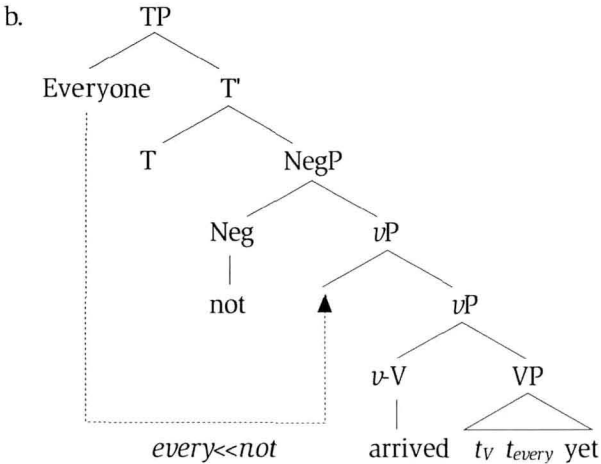 b. TP
Everyone T'
T NegP
Neg vP
not vP
v-V VP
every<<not arrived tV tevery yet